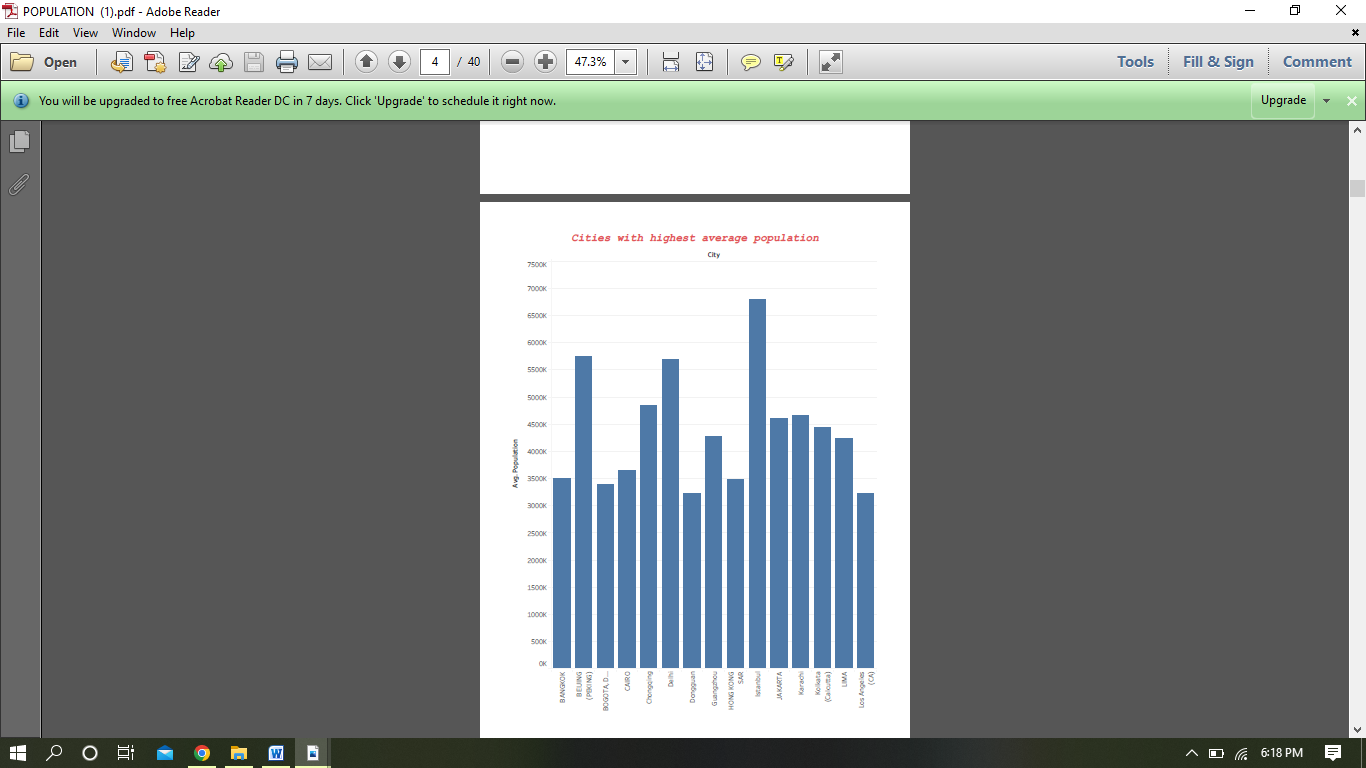 POPULATION (1).pdf - Adobe Reader
File Edit View Window Help
Open 4 / 40 47.3% Tools Fill & Sign Comment
You will be upgraded to free Acrobat Reader DC in 7 days. Click 'Upgrade' to schedule it right now. Upgrade
Cities with highest average population
City
7500K
7000K
6500K
6000K
5500K
5000K
4500K
4000K
3500K
3000K
2500K
2000K
1500K
1000K
500K
0K
Avg. Population
BANGKOK
BEIJING
(PEKING)
BOGOTA, D...
CAIRO
Chongqing
Delhi
Dongguan
Guangzhou
HONG KONG
SAR
Istanbul
JAKARTA
Karachi
Kolkata
(Calcutta)
LIMA
Los Angeles
(CA)
6:18 PM